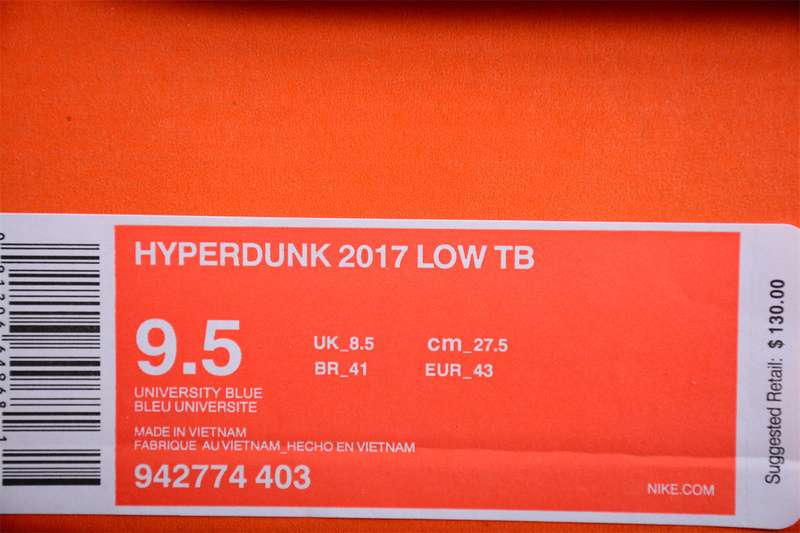 HYPERDUNK 2017 LOW TB
9.5
UK_8.5 cm_27.5
BR_41 EUR_43
UNIVERSITY BLUE
BLEU UNIVERSITE
MADE IN VIETNAM
FABRIQUE AU VIETNAM_HECHO EN VIETNAM
942774 403
NIKE.COM
Suggested Retail: $ 130.00